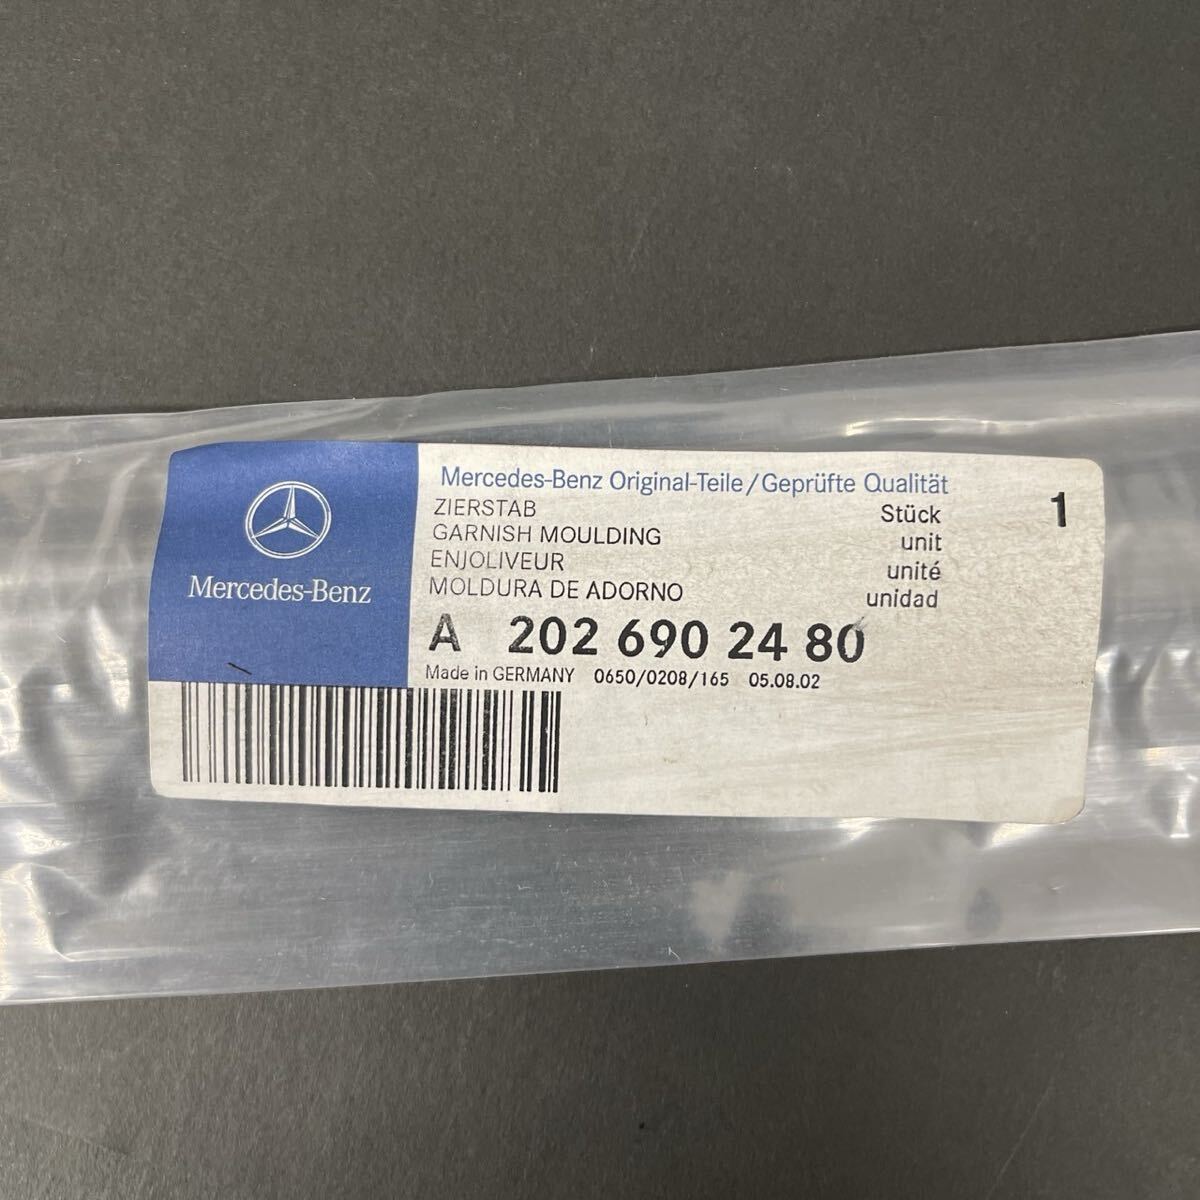 Mercedes-Benz
Mercedes-Benz Original-Teile/Geprüfte Qualität
ZIERSTAB Stück 1
GARNISH MOULDING unit
ENJOLIVEUR unité
MOLDURA DE ADORNO unidad
A 202 690 24 80
Made in GERMANY 0650/0208/165 05.08.02